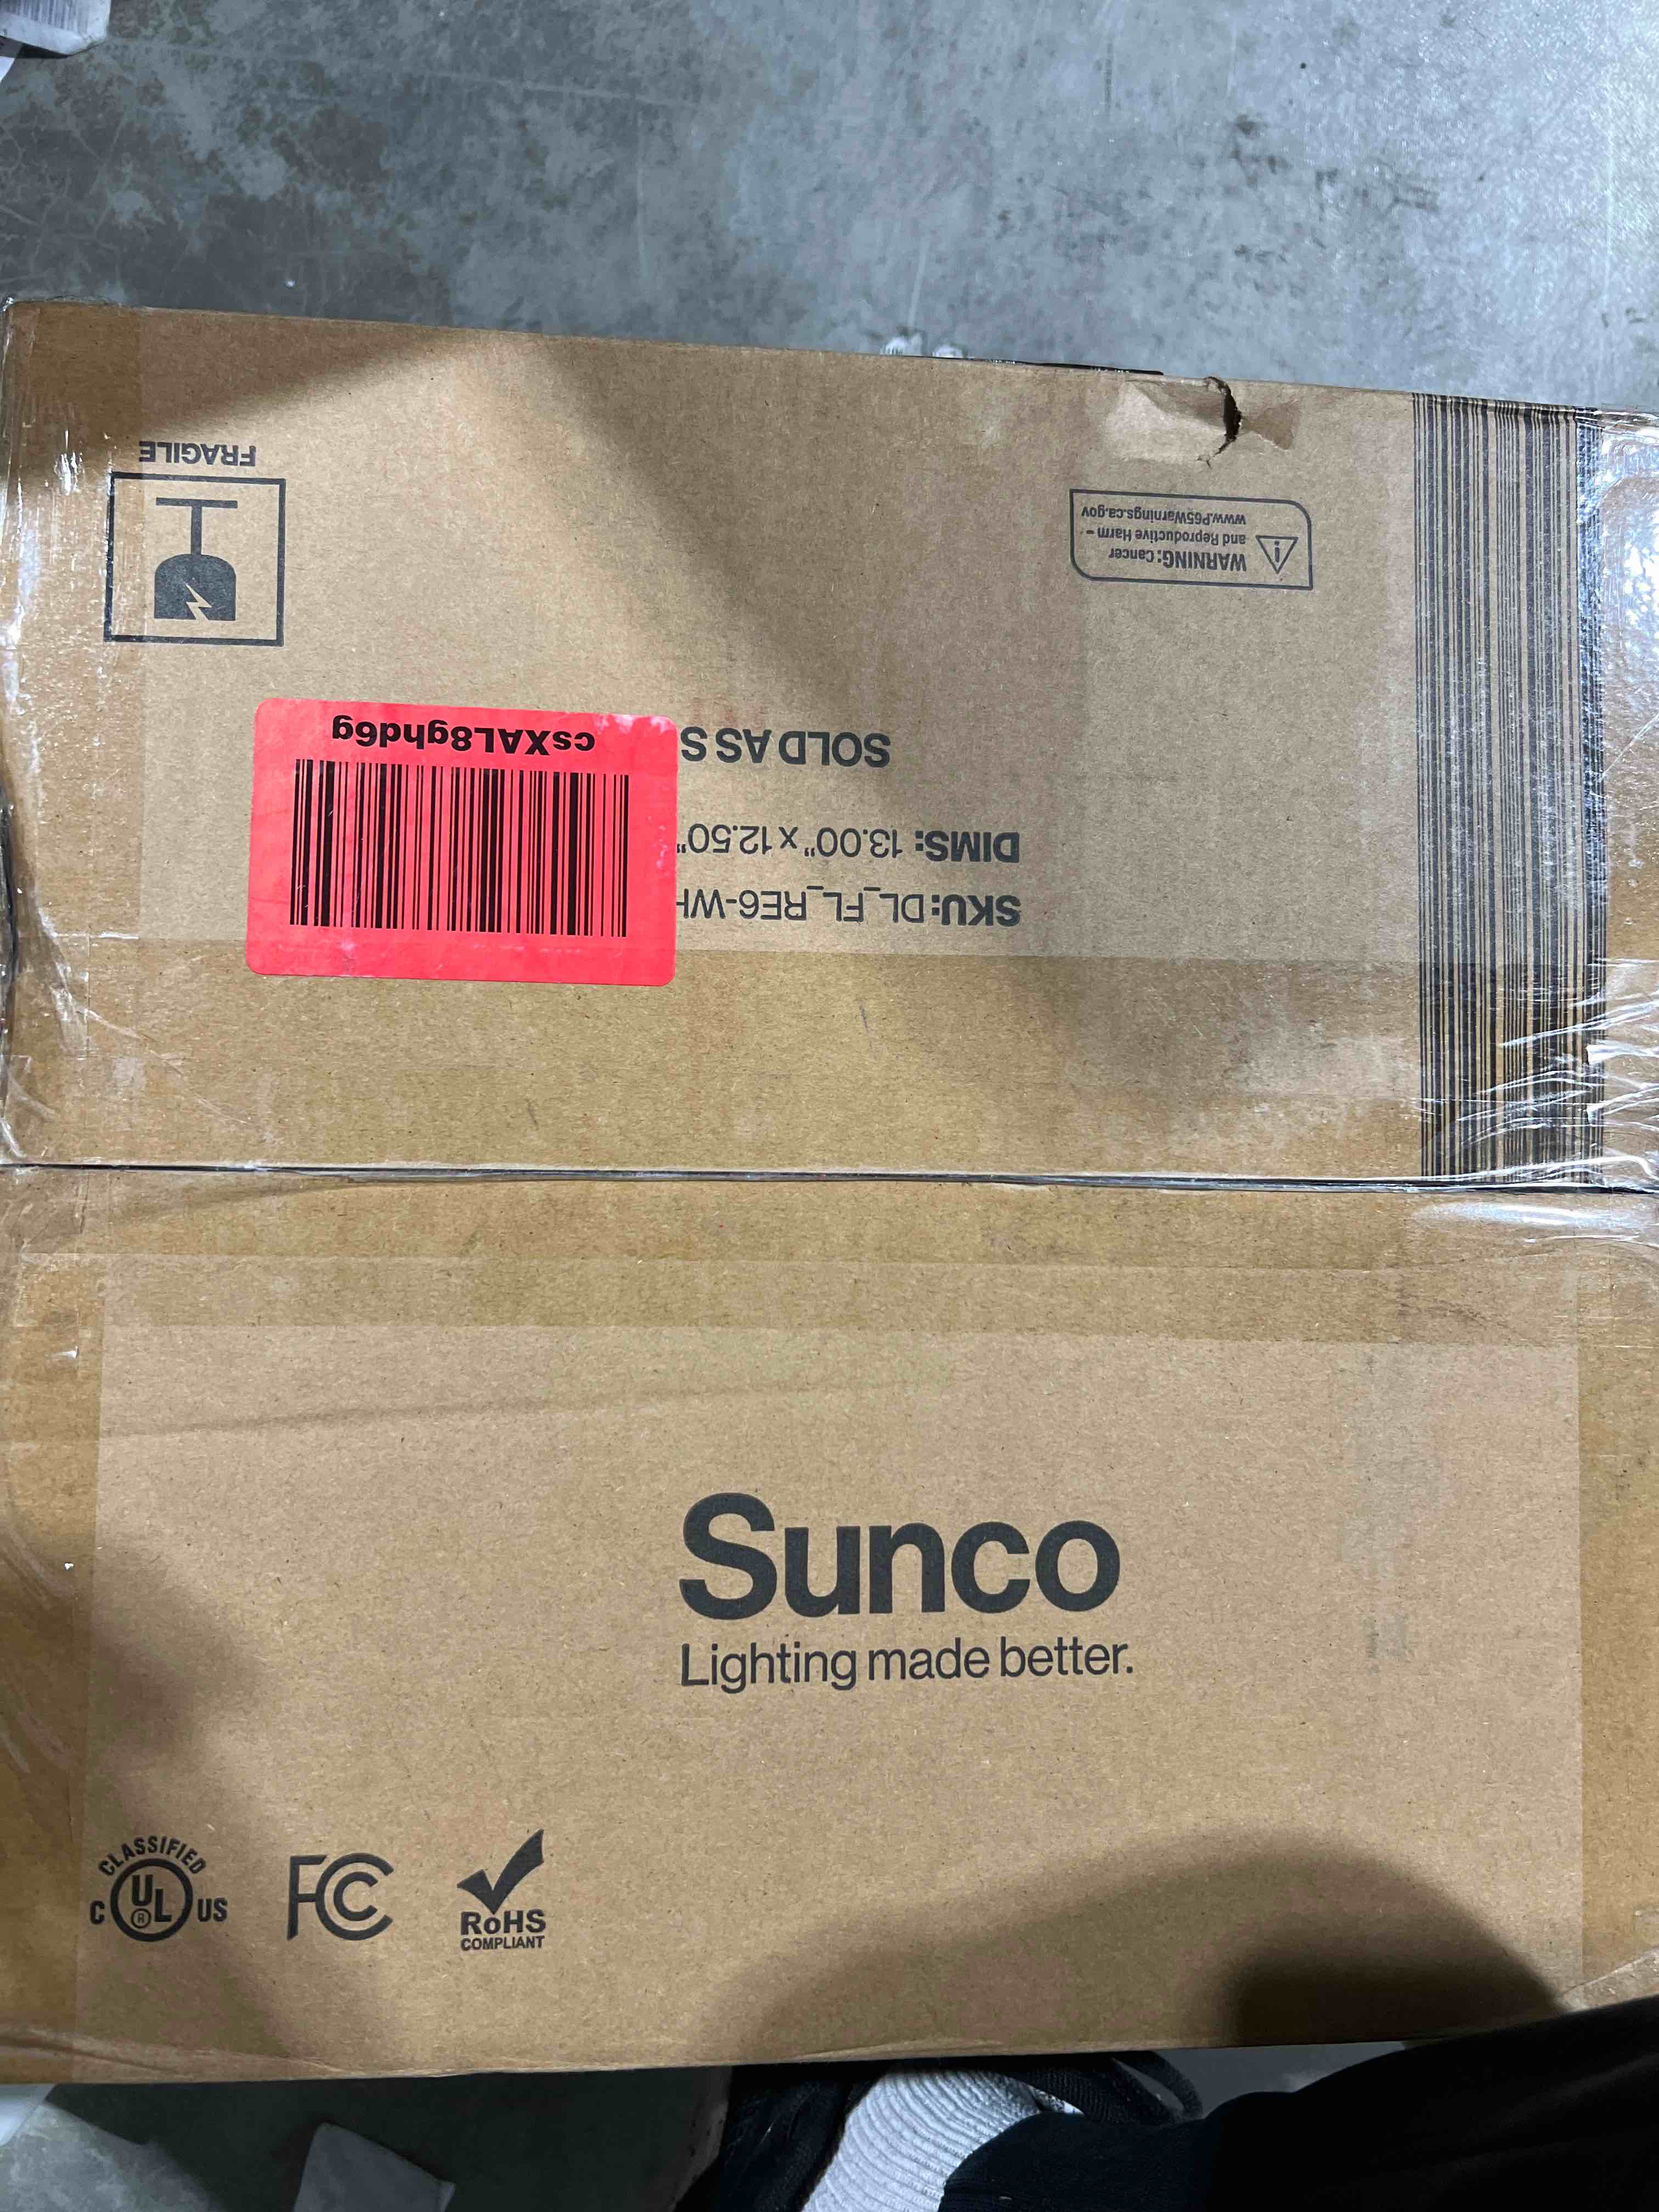 FRAGILE
WARNING: Cancer
and Reproductive Harm -
www.P65Warnings.ca.gov
csXAL8ghd6g
SKU: DL_FL_RE6-WH
DIMS: 13.00" x 12.50"
SOLD AS S
Sunco
Lighting made better.
CLASSIFIED
C UL ® US
FC
RoHS
COMPLIANT